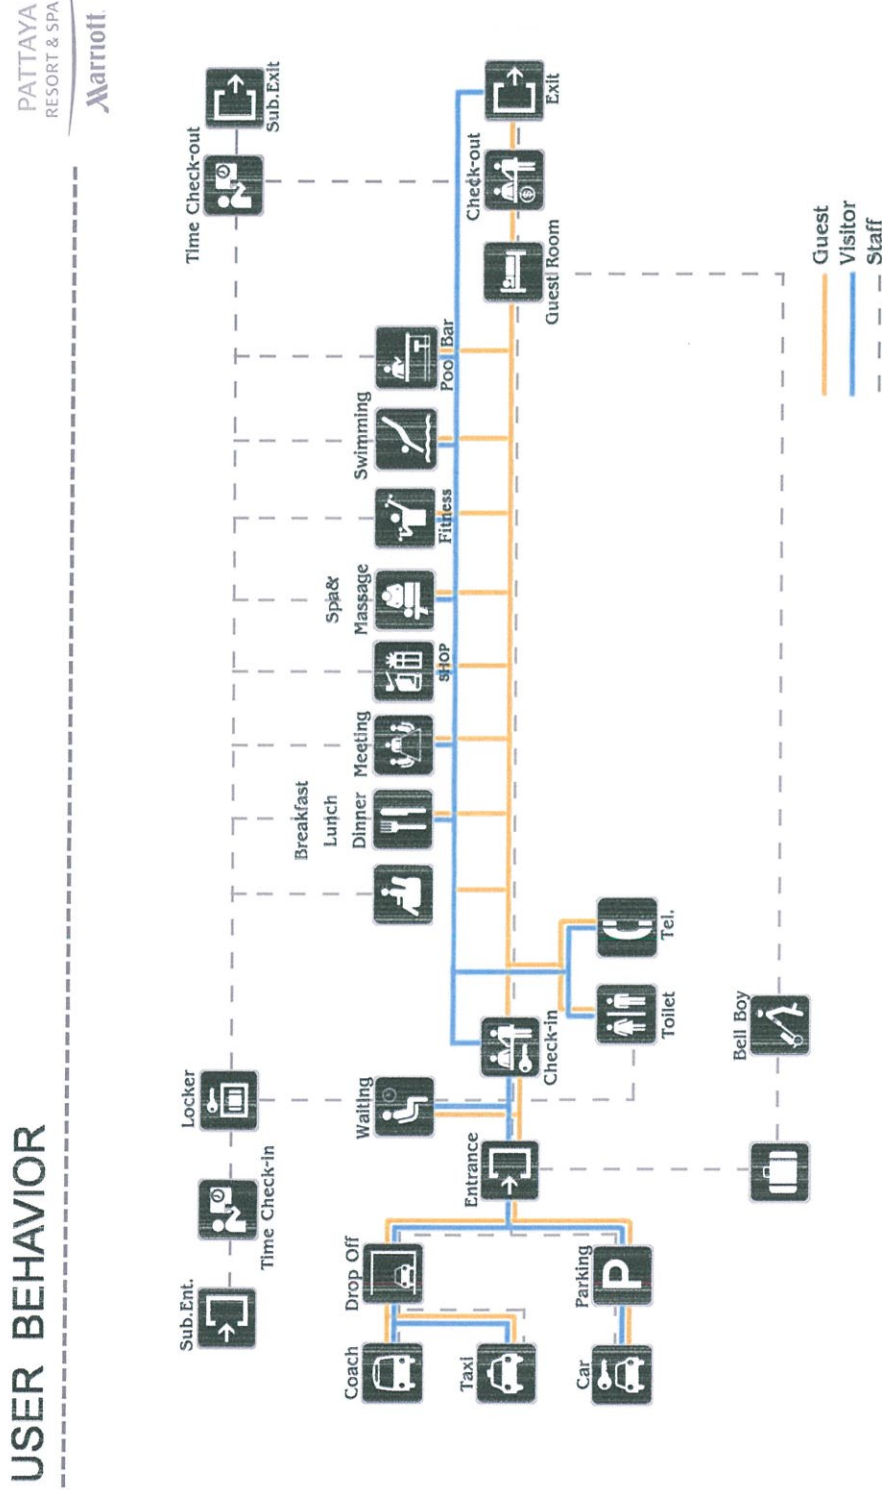 USER BEHAVIOR
PATTAYA
RESORT & SPA
Marriott
Sub.Ent.
Time Check-in
Locker
Time Check-out
Sub.Exit
Coach
Drop Off
Taxi
Car
Parking
P
Entrance
Waiting
Check-in
Toilet
Tel.
Breakfast
Lunch
Dinner
Meeting
SHOP
Spa&
Massage
Fitness
Swimming
Pool Bar
Guest Room
Check-out
$
Exit
Bell Boy
Guest
Visitor
Staff